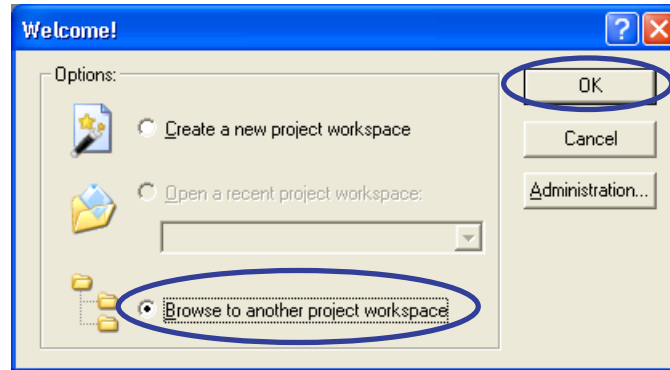 Welcome!
Options:
Create a new project workspace
Open a recent project workspace:
Browse to another project workspace
OK
Cancel
Administration...